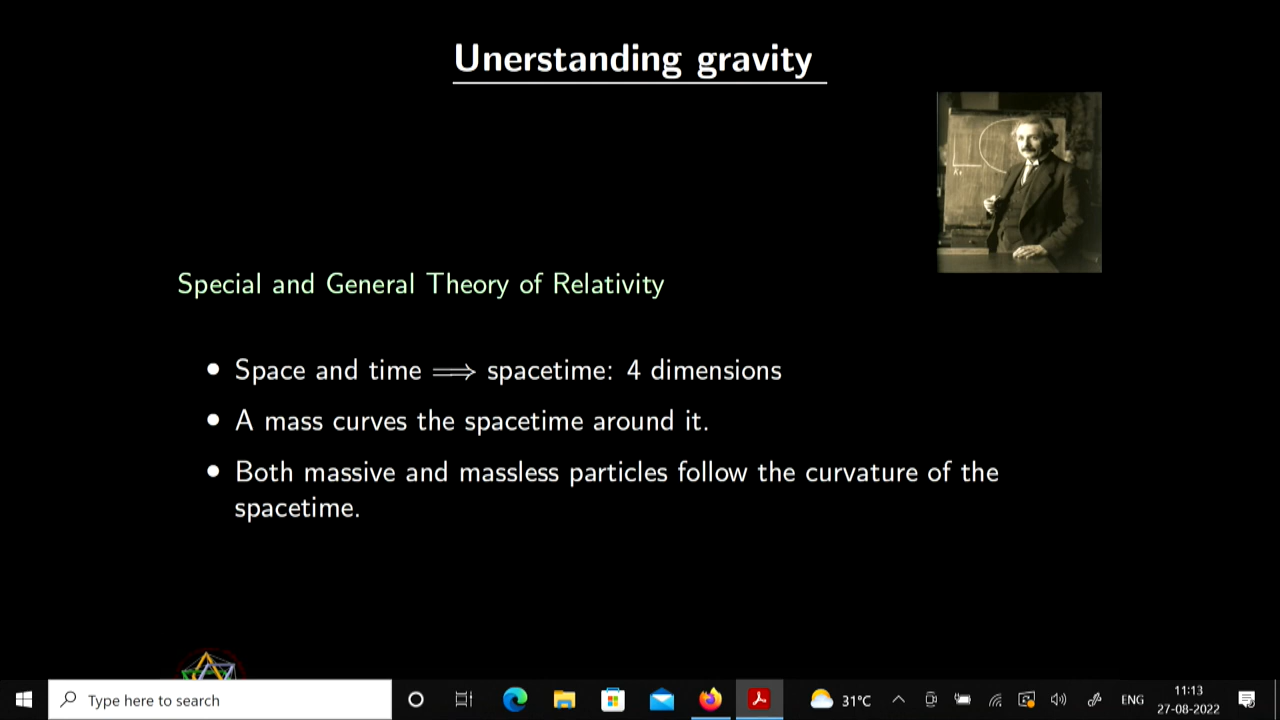 Unerstanding gravity
Special and General Theory of Relativity
• Space and time ⟹ spacetime: 4 dimensions
• A mass curves the spacetime around it.
• Both massive and massless particles follow the curvature of the
spacetime.
Type here to search
31°C
ENG
11:13
27-08-2022